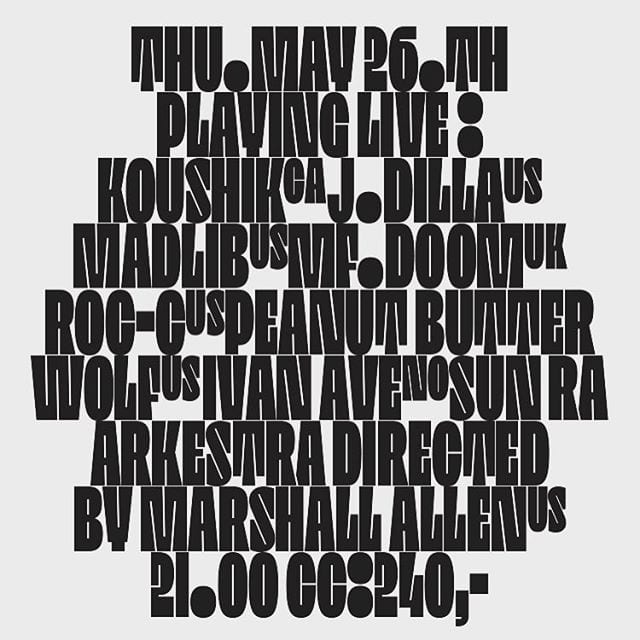 THU.MAY 26.TH
PLAYING LIVE:
KOUSHIK CA J.DILLA US
MADLIB US MF.DOOM UK
ROC-C US PEANUT BUTTER
WOLF US IVAN AVE NO SUN RA
ARKESTRA DIRECTED
BY MARSHALL ALLEN US
21.00 CC:240,-